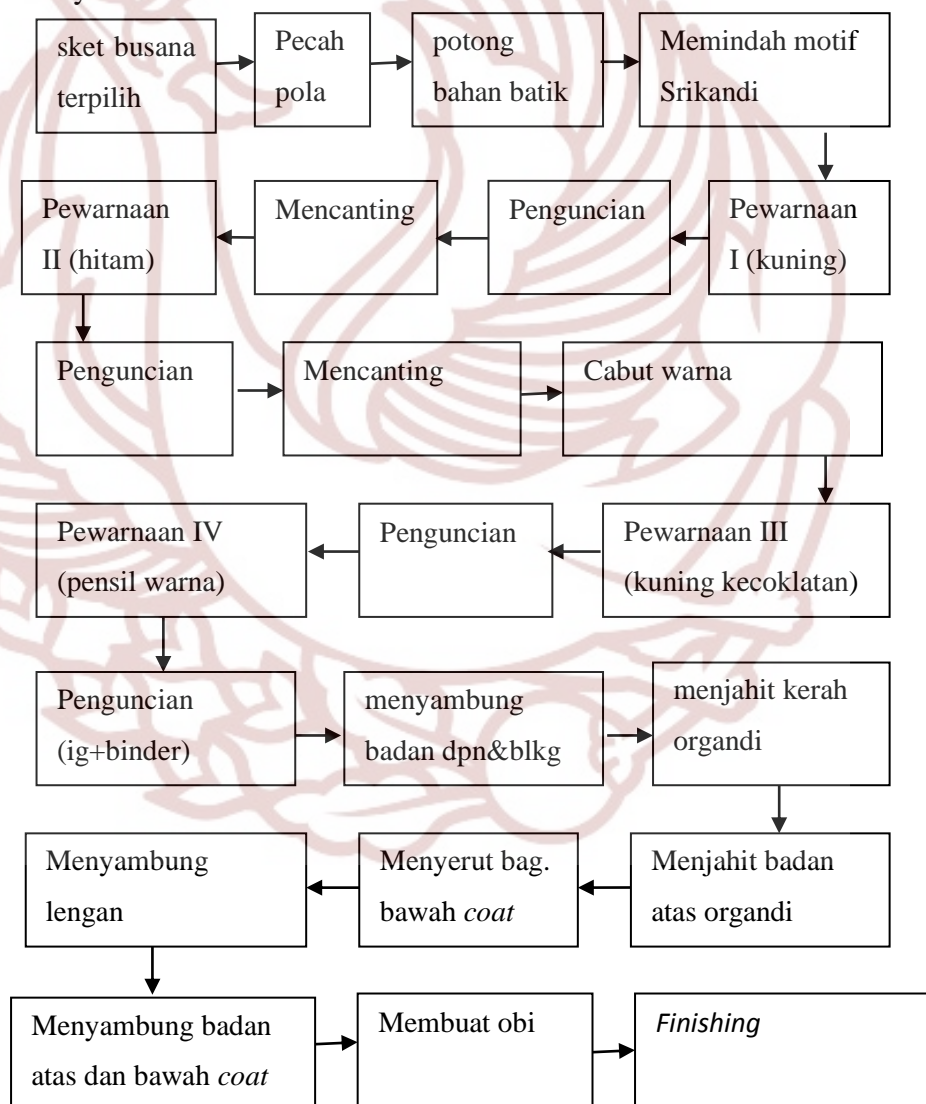 sket busana
terpilih
Pecah
pola
potong
bahan batik
Memindah motif
Srikandi
Pewarnaan
I (kuning)
Penguncian
Mencanting
Pewarnaan
II (hitam)
Penguncian
Mencanting
Cabut warna
Pewarnaan III
(kuning kecoklatan)
Penguncian
Pewarnaan IV
(pensil warna)
Penguncian
(ig+binder)
menyambung
badan dpn&blkg
menjahit kerah
organdi
Menjahit badan
atas organdi
Menyerut bag.
bawah coat
Menyambung
lengan
Menyambung badan
atas dan bawah coat
Membuat obi
Finishing